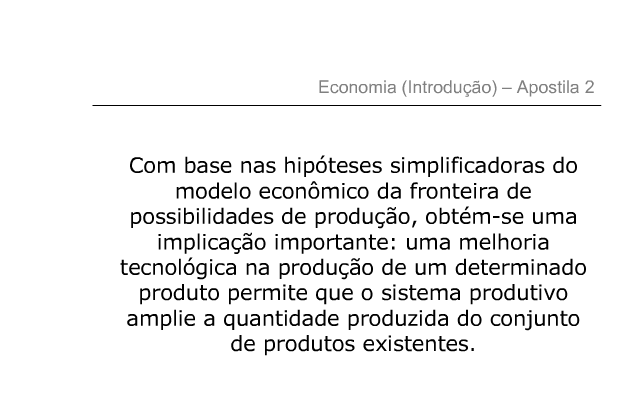 Economia (Introdução) – Apostila 2
Com base nas hipóteses simplificadoras do
modelo econômico da fronteira de
possibilidades de produção, obtém-se uma
implicação importante: uma melhoria
tecnológica na produção de um determinado
produto permite que o sistema produtivo
amplie a quantidade produzida do conjunto
de produtos existentes.